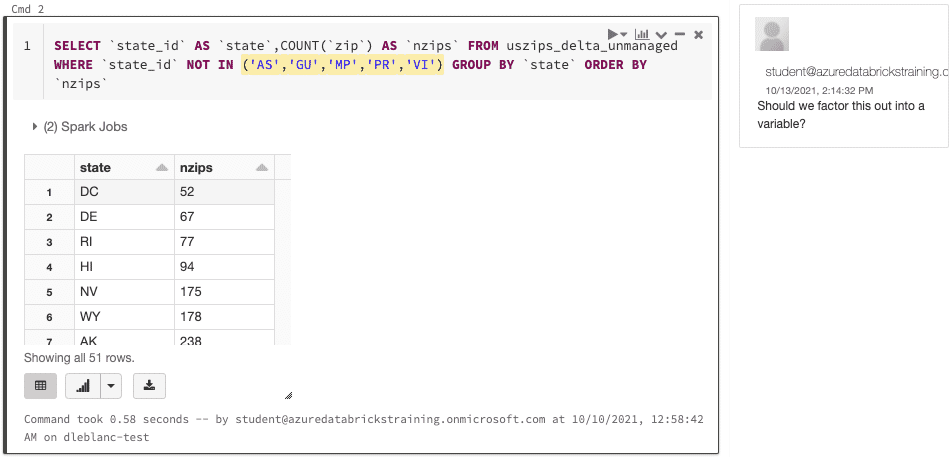 Cmd 2
1 SELECT `state_id` AS `state`,COUNT(`zip`) AS `nzips` FROM uszips_delta_unmanaged
WHERE `state_id` NOT IN ('AS','GU','MP','PR','VI') GROUP BY `state` ORDER BY
`nzips`
(2) Spark Jobs
state nzips
1 DC 52
2 DE 67
3 RI 77
4 HI 94
5 NV 175
6 WY 178
7 AK 238
Showing all 51 rows.
Command took 0.58 seconds -- by student@azuredatabrickstraining.onmicrosoft.com at 10/10/2021, 12:58:42
AM on dleblanc-test
student@azuredatabrickstraining.c
10/13/2021, 2:14:32 PM
Should we factor this out into a
variable?